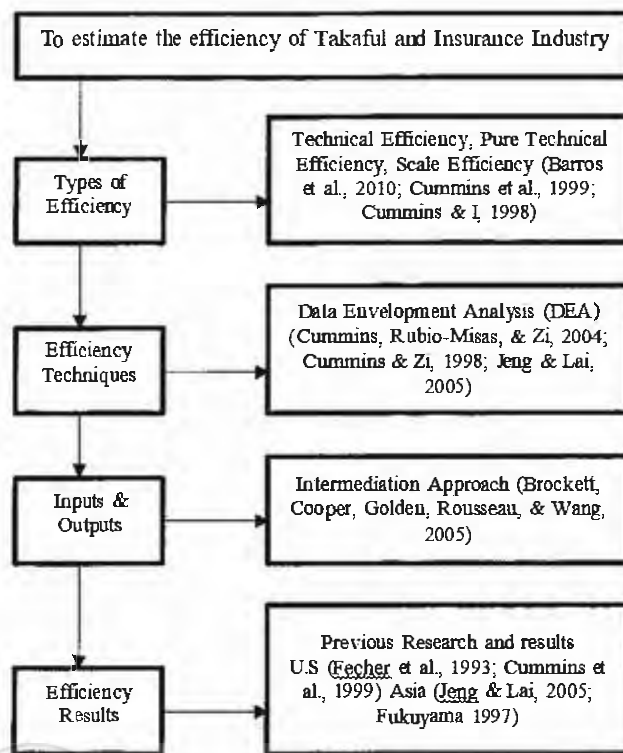 To estimate the efficiency of Takaful and Insurance Industry
Types of
Efficiency
Technical Efficiency, Pure Technical
Efficiency, Scale Efficiency (Barros
et al., 2010; Cummins et al., 1999;
Cummins & I, 1998)
Efficiency
Techniques
Data Envelopment Analysis (DEA)
(Cummins, Rubio-Misas, & Zi, 2004;
Cummins & Zi, 1998; Jeng & Lai,
2005)
Inputs &
Outputs
Intermediation Approach (Brockett,
Cooper, Golden, Rousseau, & Wang,
2005)
Efficiency
Results
Previous Research and results
U.S (Fecher et al., 1993; Cummins et
al., 1999) Asia (Jeng & Lai, 2005;
Fukuyama 1997)